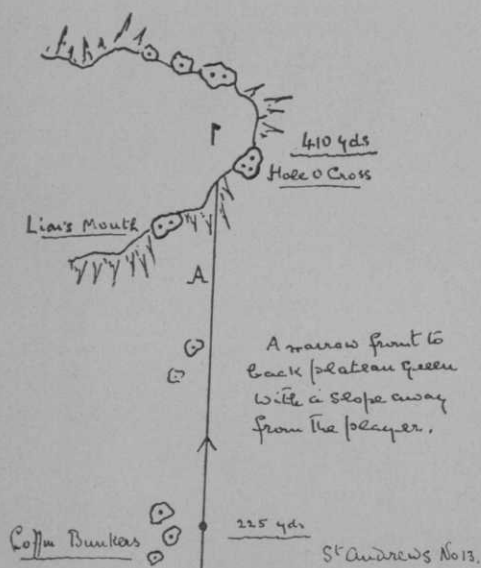 410 yds
Hole O Cross
Lion's Mouth
A
A narrow front to
back plateau green
with a slope away
from the player.
225 yds
Coffin Bunkers
St Andrews No 13.